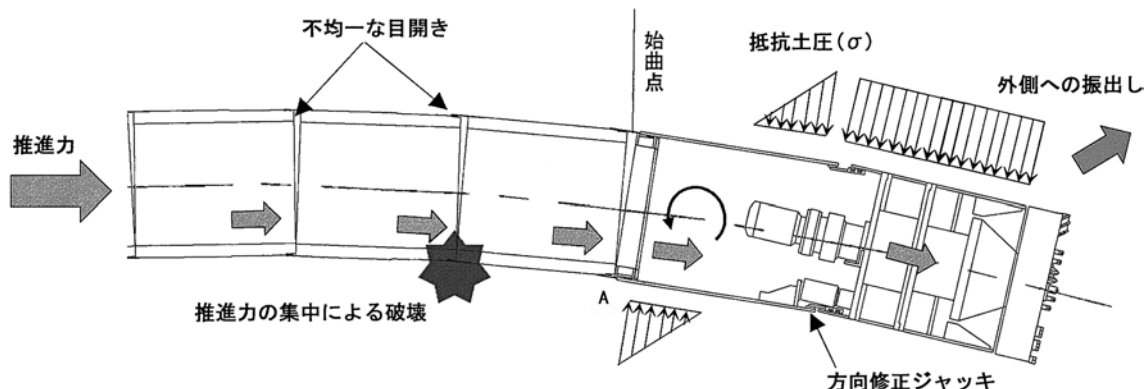 不均一な目開き
始曲点
抵抗土圧(σ)
外側への振出し
推進力
A
推進力の集中による破壊
方向修正ジャッキ